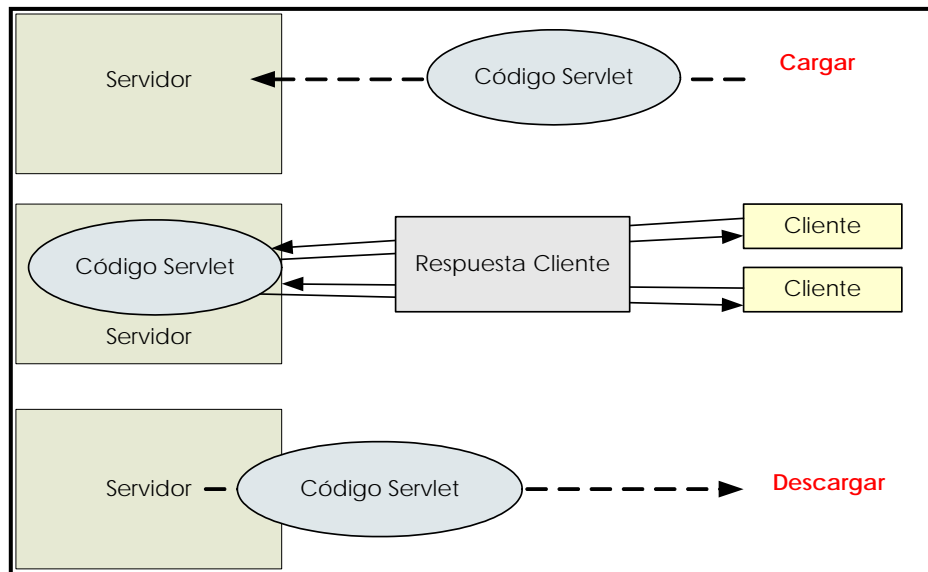 Servidor
Código Servlet
Cargar
Código Servlet
Servidor
Respuesta Cliente
Cliente
Cliente
Servidor
Código Servlet
Descargar